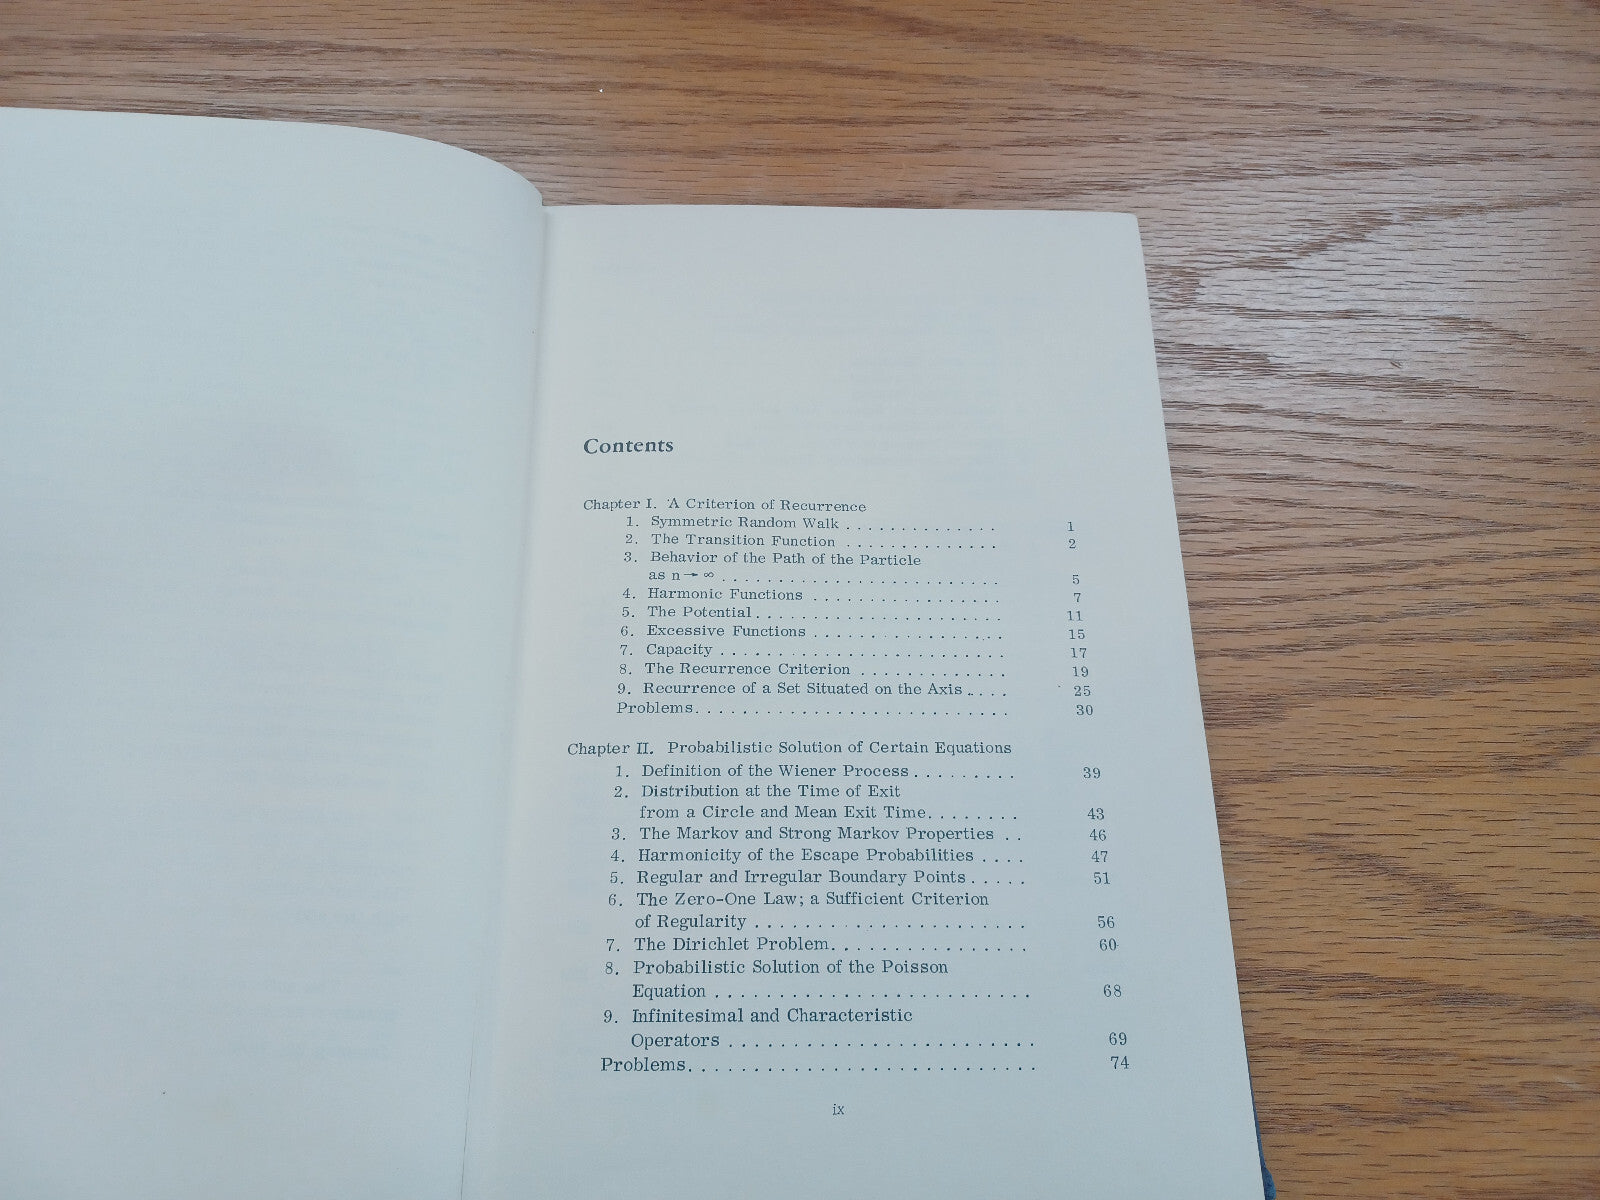 Contents
Chapter I. A Criterion of Recurrence
1. Symmetric Random Walk . . . . . . . . . . . . . . 1
2. The Transition Function . . . . . . . . . . . . . . 2
3. Behavior of the Path of the Particle
as n → ∞ . . . . . . . . . . . . . . . . . . . . . . . . . 5
4. Harmonic Functions . . . . . . . . . . . . . . . . . 7
5. The Potential . . . . . . . . . . . . . . . . . . . . . . 11
6. Excessive Functions . . . . . . . . . . . . . . . . . 15
7. Capacity . . . . . . . . . . . . . . . . . . . . . . . . . 17
8. The Recurrence Criterion . . . . . . . . . . . . . 19
9. Recurrence of a Set Situated on the Axis . . . . 25
Problems. . . . . . . . . . . . . . . . . . . . . . . . . . . . 30
Chapter II. Probabilistic Solution of Certain Equations
1. Definition of the Wiener Process . . . . . . . . . 39
2. Distribution at the Time of Exit
from a Circle and Mean Exit Time. . . . . . . . 43
3. The Markov and Strong Markov Properties . . 46
4. Harmonicity of the Escape Probabilities . . . . 47
5. Regular and Irregular Boundary Points . . . . . 51
6. The Zero-One Law; a Sufficient Criterion
of Regularity . . . . . . . . . . . . . . . . . . . . . . 56
7. The Dirichlet Problem. . . . . . . . . . . . . . . . 60
8. Probabilistic Solution of the Poisson
Equation . . . . . . . . . . . . . . . . . . . . . . . . . 68
9. Infinitesimal and Characteristic
Operators . . . . . . . . . . . . . . . . . . . . . . . . 69
Problems. . . . . . . . . . . . . . . . . . . . . . . . . . . 74
ix